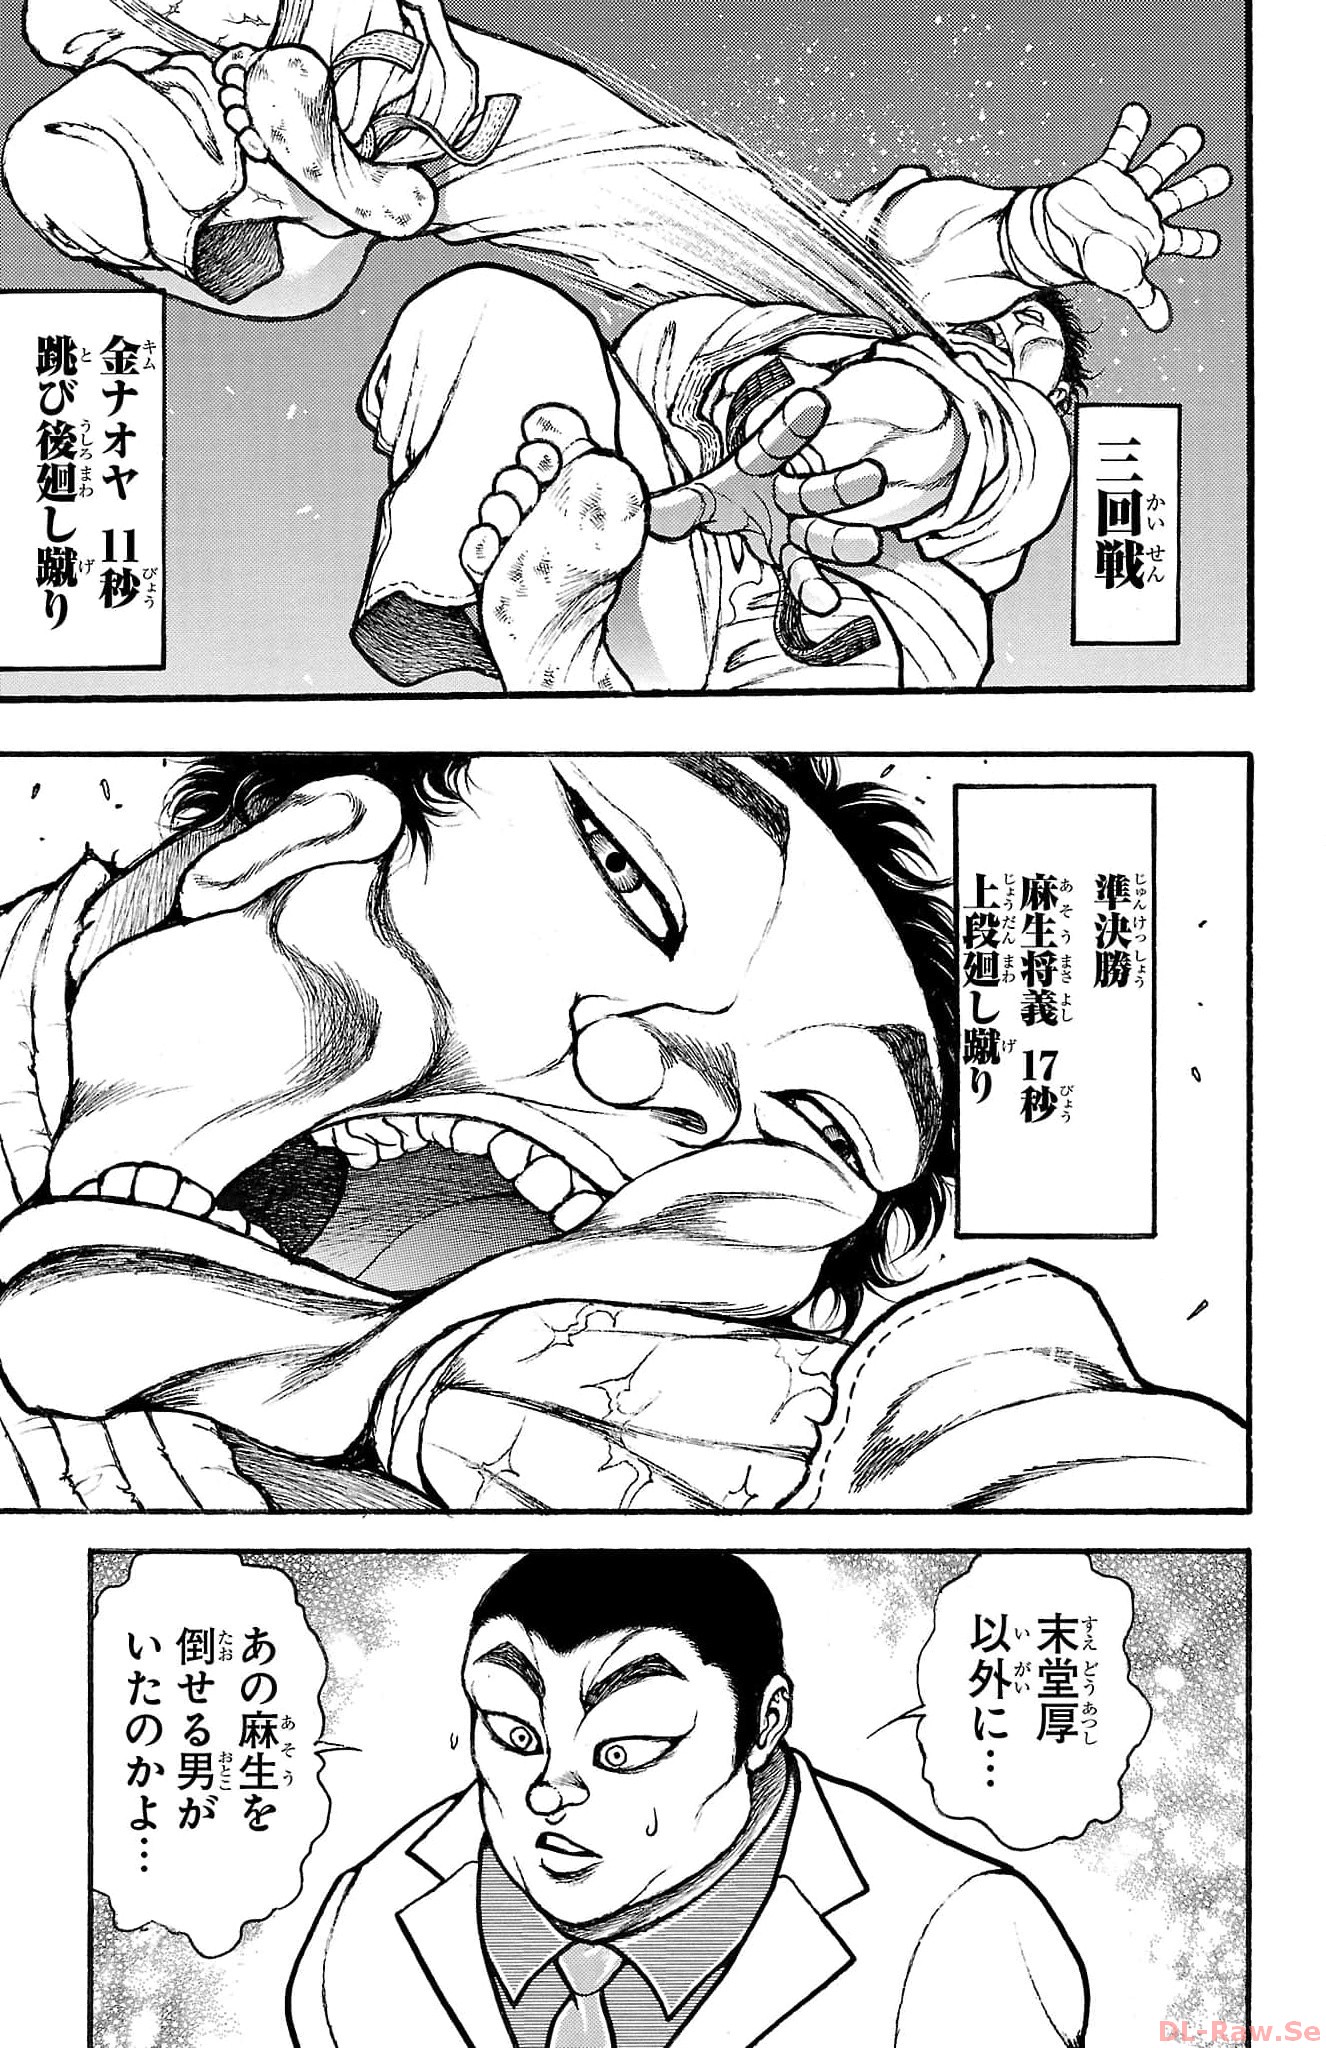 三回戦
金ナオヤ 11秒
跳び後廻し蹴り
準決勝
麻生将義 17秒
上段廻し蹴り
末堂厚
以外に…
あの麻生を
倒せる男が
いたのかよ…
DL-Raw.Se